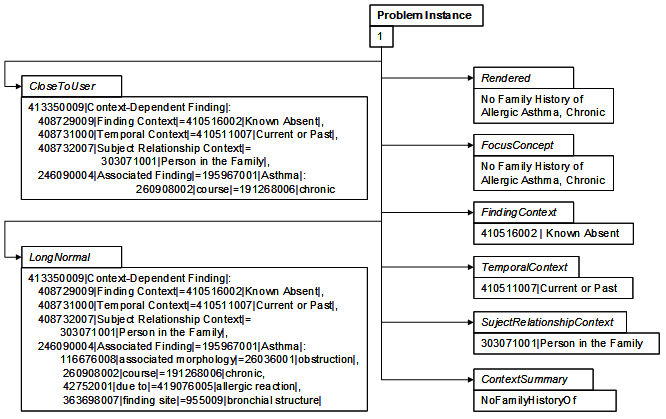 Problem Instance
1
CloseToUser
413350009|Context-Dependent Finding|:
408729009|Finding Context|=410516002|Known Absent|,
408731000|Temporal Context|=410511007|Current or Past|,
408732007|Subject Relationship Context|=
303071001|Person in the Family|,
246090004|Associated Finding|=195967001|Asthma|:
260908002|course|=191268006|chronic
LongNormal
413350009|Context-Dependent Finding|:
408729009|Finding Context|=410516002|Known Absent|,
408731000|Temporal Context|=410511007|Current or Past|,
408732007|Subject Relationship Context|=
303071001|Person in the Family|,
246090004|Associated Finding|=195967001|Asthma|:
116676008|associated morphology|=26036001|obstruction|,
260908002|course|=191268006|chronic,
42752001|due to|=419076005|allergic reaction|,
363698007|finding site|=955009|bronchial structure|
Rendered
No Family History of
Allergic Asthma, Chronic
FocusConcept
No Family History of
Allergic Asthma, Chronic
FindingContext
410516002 | Known Absent
TemporalContext
410511007|Current or Past
SujectRelationshipContext
303071001|Person in the Family
ContextSummary
NoFamilyHistoryOf